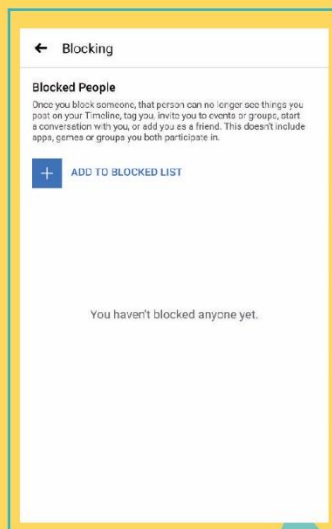 Blocking
Blocked People
Once you block someone, that person can no longer see things you
post on your Timeline, tag you, invite you to events or groups, start
a conversation with you, or add you as a friend. This doesn't include
apps, games or groups you both participate in.
ADD TO BLOCKED LIST
You haven't blocked anyone yet.